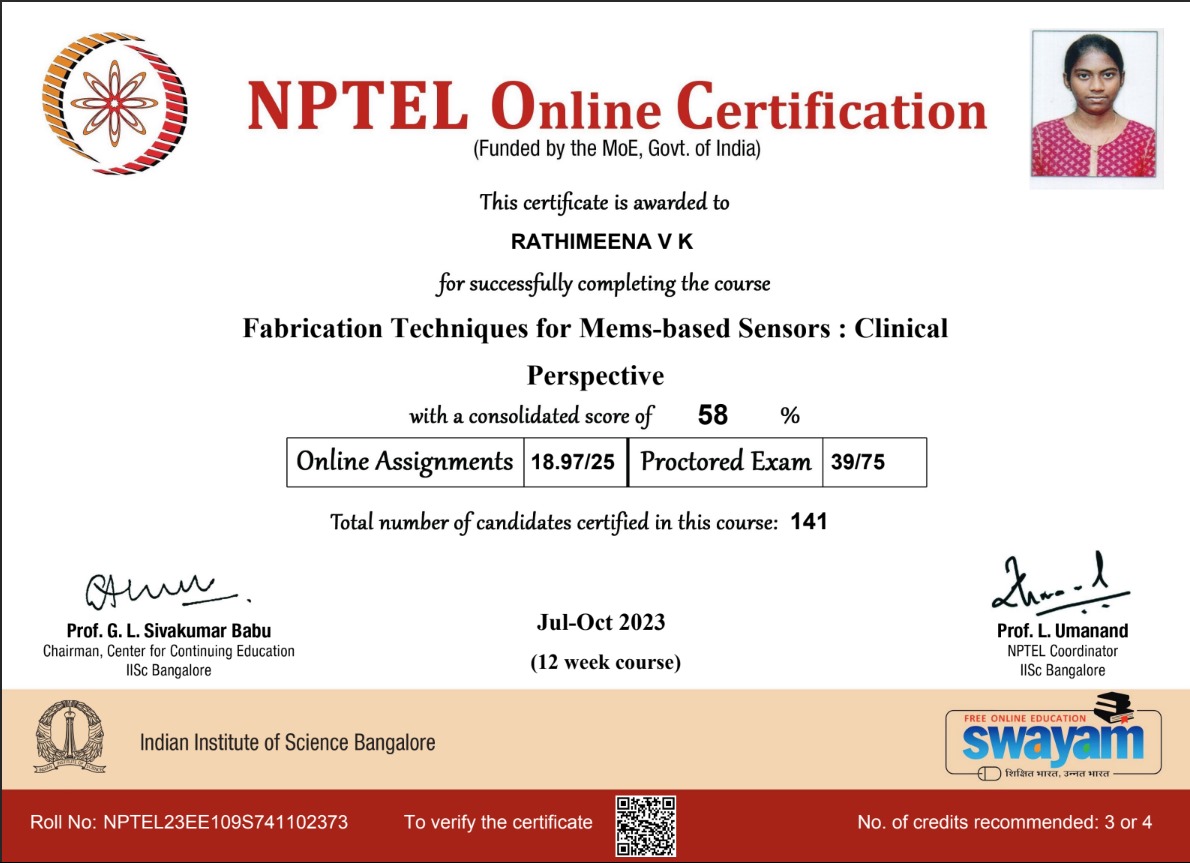 NPTEL Online Certification
(Funded by the MoE, Govt. of India)
This certificate is awarded to
RATHIMEENA V K
for successfully completing the course
Fabrication Techniques for Mems-based Sensors : Clinical
Perspective
with a consolidated score of 58 %
Online Assignments 18.97/25 Proctored Exam 39/75
Total number of candidates certified in this course: 141
Prof. G. L. Sivakumar Babu
Chairman, Center for Continuing Education
IISc Bangalore
Jul-Oct 2023
(12 week course)
Prof. L. Umanand
NPTEL Coordinator
IISc Bangalore
Indian Institute of Science Bangalore
FREE ONLINE EDUCATION
swayam
शिक्षित भारत, उन्नत भारत
Roll No: NPTEL23EE109S741102373
To verify the certificate
No. of credits recommended: 3 or 4